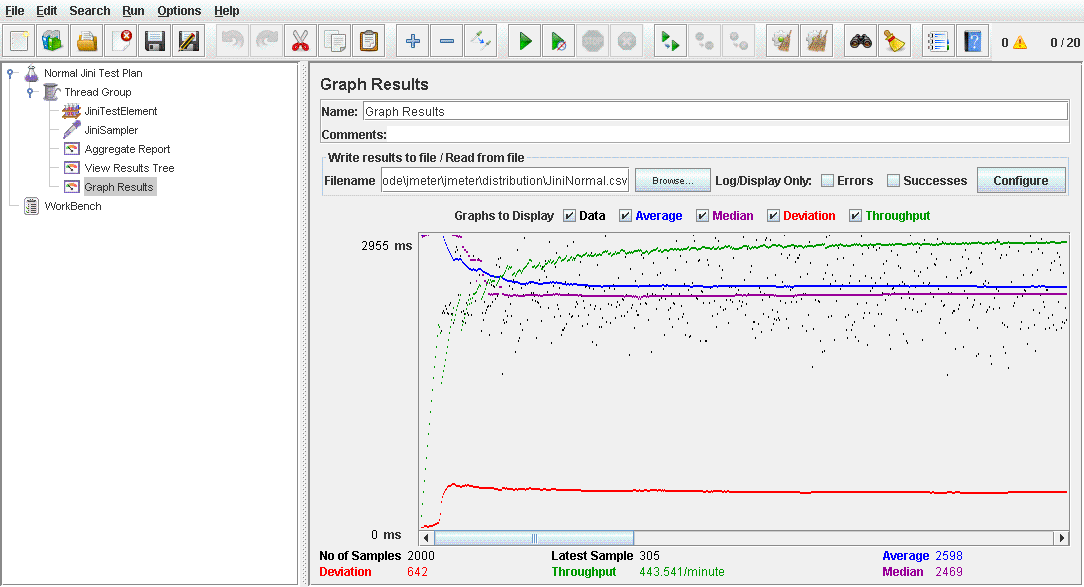 File Edit Search Run Options Help
0 0 / 20
Normal Jini Test Plan
Thread Group
JiniTestElement
JiniSampler
Aggregate Report
View Results Tree
Graph Results
WorkBench
Graph Results
Name: Graph Results
Comments:
Write results to file / Read from file
Filename ode\jmeter\jmeter\distribution\JiniNormal.csv Browse... Log/Display Only: Errors Successes Configure
Graphs to Display Data Average Median Deviation Throughput
2955 ms
0 ms
No of Samples 2000 Latest Sample 305 Average 2598
Deviation 642 Throughput 443.541/minute Median 2469